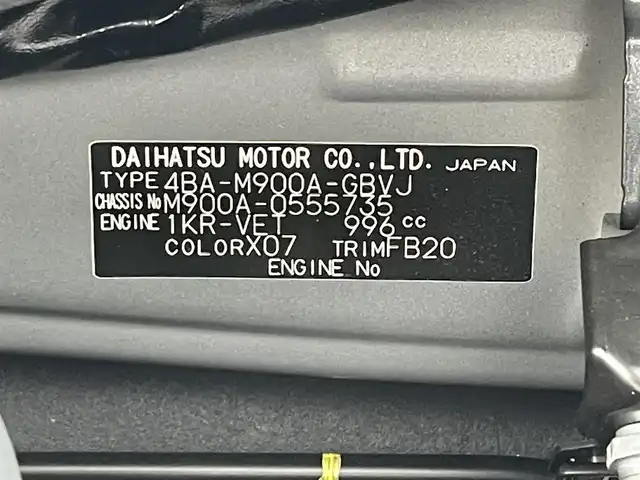 DAIHATSU MOTOR CO.,LTD. JAPAN
TYPE 4BA-M900A-GBVJ
CHASSIS No M900A-0555735
ENGINE 1KR-VET 996 cc
COLOR X07 TRIM FB20
ENGINE No